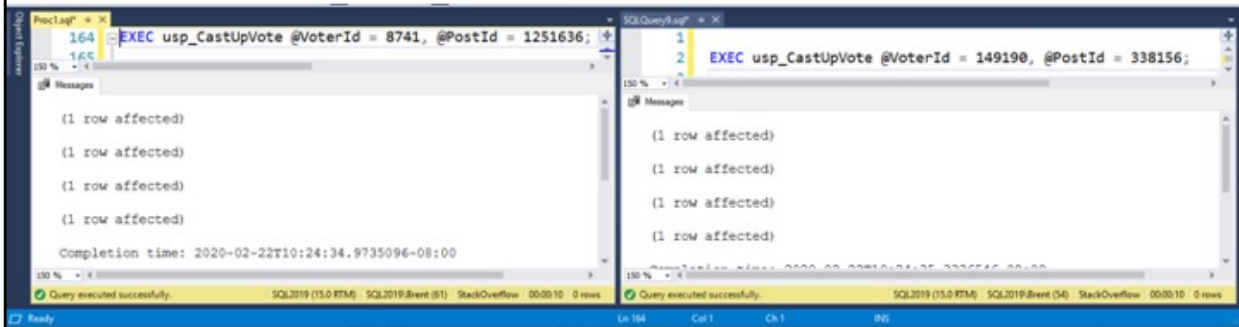 Object Explorer
Proc1.sql*
164 EXEC usp_CastUpVote @VoterId = 8741, @PostId = 1251636;
165
150 %
Messages
(1 row affected)
(1 row affected)
(1 row affected)
(1 row affected)
Completion time: 2020-02-22T10:24:34.9735096-08:00
150 %
Query executed successfully. SQL2019 (15.0 RTM) SQL2019\Brent (61) StackOverflow 00:00:10 0 rows
SQLQuery9.sql*
1
2 EXEC usp_CastUpVote @VoterId = 149190, @PostId = 338156;
150 %
Messages
(1 row affected)
(1 row affected)
(1 row affected)
(1 row affected)
150 %
Query executed successfully. SQL2019 (15.0 RTM) SQL2019\Brent (54) StackOverflow 00:00:10 0 rows
Ready Ln 164 Col 1 Ch 1 INS